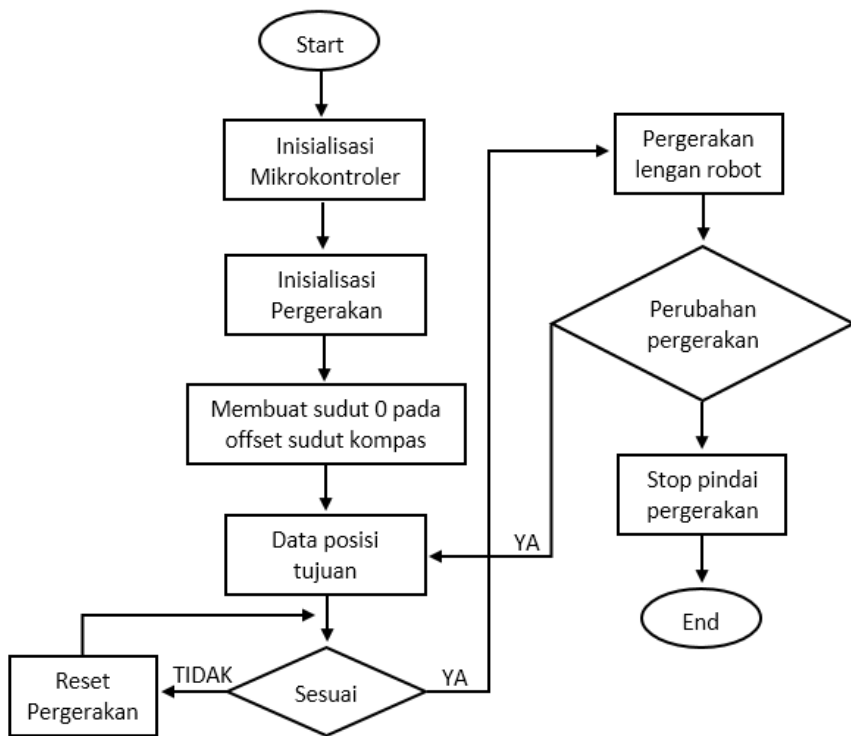 Start
Inisialisasi
Mikrokontroler
Inisialisasi
Pergerakan
Membuat sudut 0 pada
offset sudut kompas
Data posisi
tujuan
Sesuai
TIDAK
Reset
Pergerakan
YA
Pergerakan
lengan robot
Perubahan
pergerakan
YA
Stop pindai
pergerakan
End